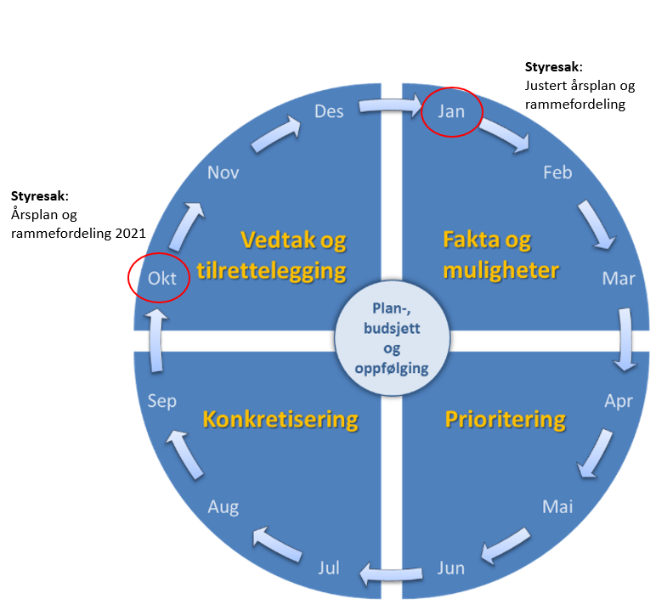 Styresak:
Justert årsplan og
rammefordeling
Des
Jan
Nov
Feb
Styresak:
Årsplan og
rammefordeling 2021
Vedtak og
tilrettelegging
Fakta og
muligheter
Okt
Mar
Plan-,
budsjett
og
oppfølging
Sep
Apr
Konkretisering
Prioritering
Aug
Mai
Jul
Jun